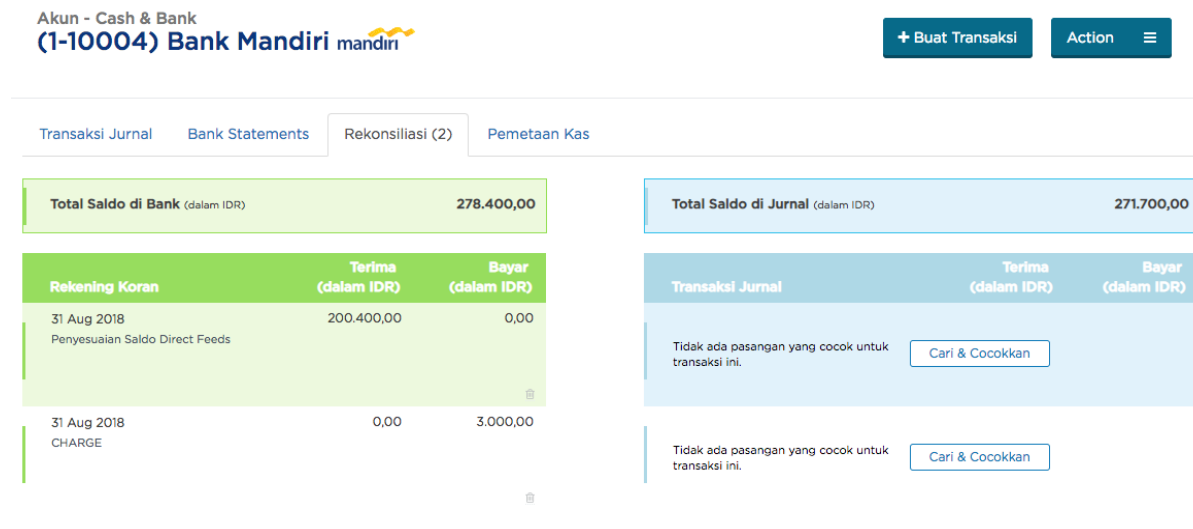 Akun - Cash & Bank
(1-10004) Bank Mandiri mandiri
+ Buat Transaksi
Action
Transaksi Jurnal
Bank Statements
Rekonsiliasi (2)
Pemetaan Kas
Total Saldo di Bank (dalam IDR) 278.400,00
Total Saldo di Jurnal (dalam IDR) 271.700,00
Rekening Koran
Terima
(dalam IDR)
Bayar
(dalam IDR)
Transaksi Jurnal
Terima
(dalam IDR)
Bayar
(dalam IDR)
31 Aug 2018 200.400,00 0,00
Penyesuaian Saldo Direct Feeds
Tidak ada pasangan yang cocok untuk
transaksi ini.
Cari & Cocokkan
31 Aug 2018 0,00 3.000,00
CHARGE
Tidak ada pasangan yang cocok untuk
transaksi ini.
Cari & Cocokkan